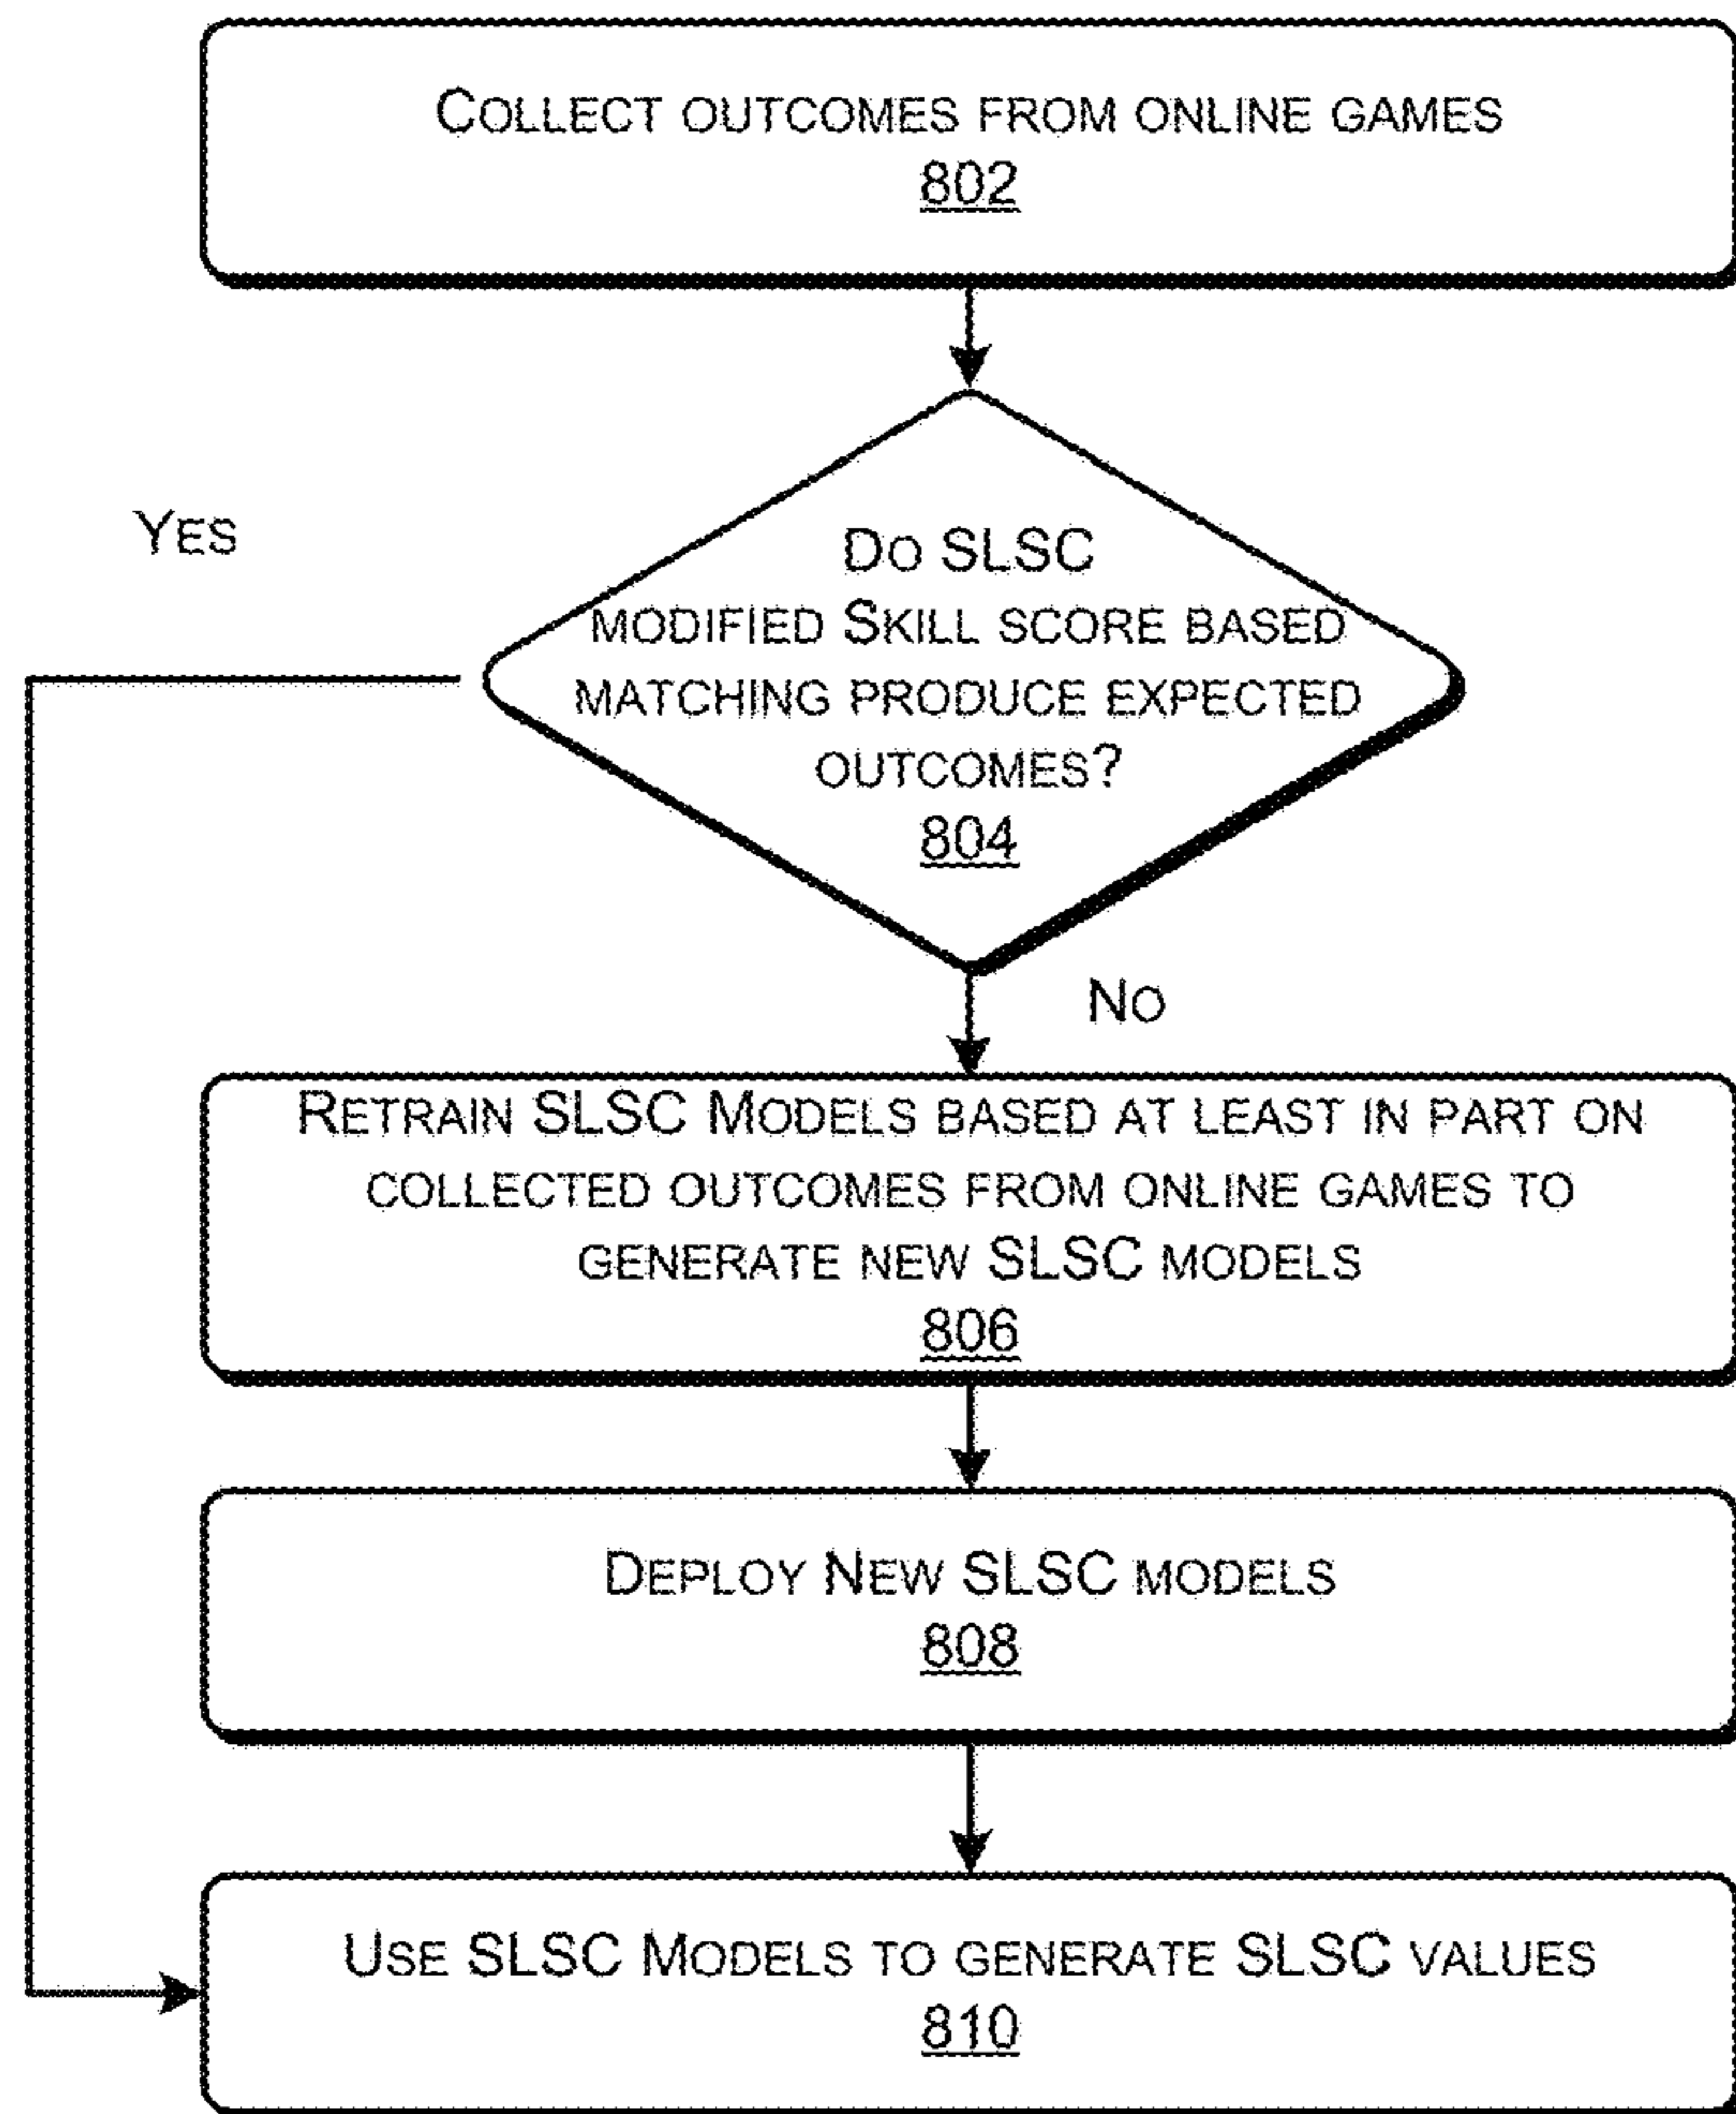 COLLECT OUTCOMES FROM ONLINE GAMES
802
YES
DO SLSC
MODIFIED SKILL SCORE BASED
MATCHING PRODUCE EXPECTED
OUTCOMES?
804
NO
RETRAIN SLSC MODELS BASED AT LEAST IN PART ON
COLLECTED OUTCOMES FROM ONLINE GAMES TO
GENERATE NEW SLSC MODELS
806
DEPLOY NEW SLSC MODELS
808
USE SLSC MODELS TO GENERATE SLSC VALUES
810